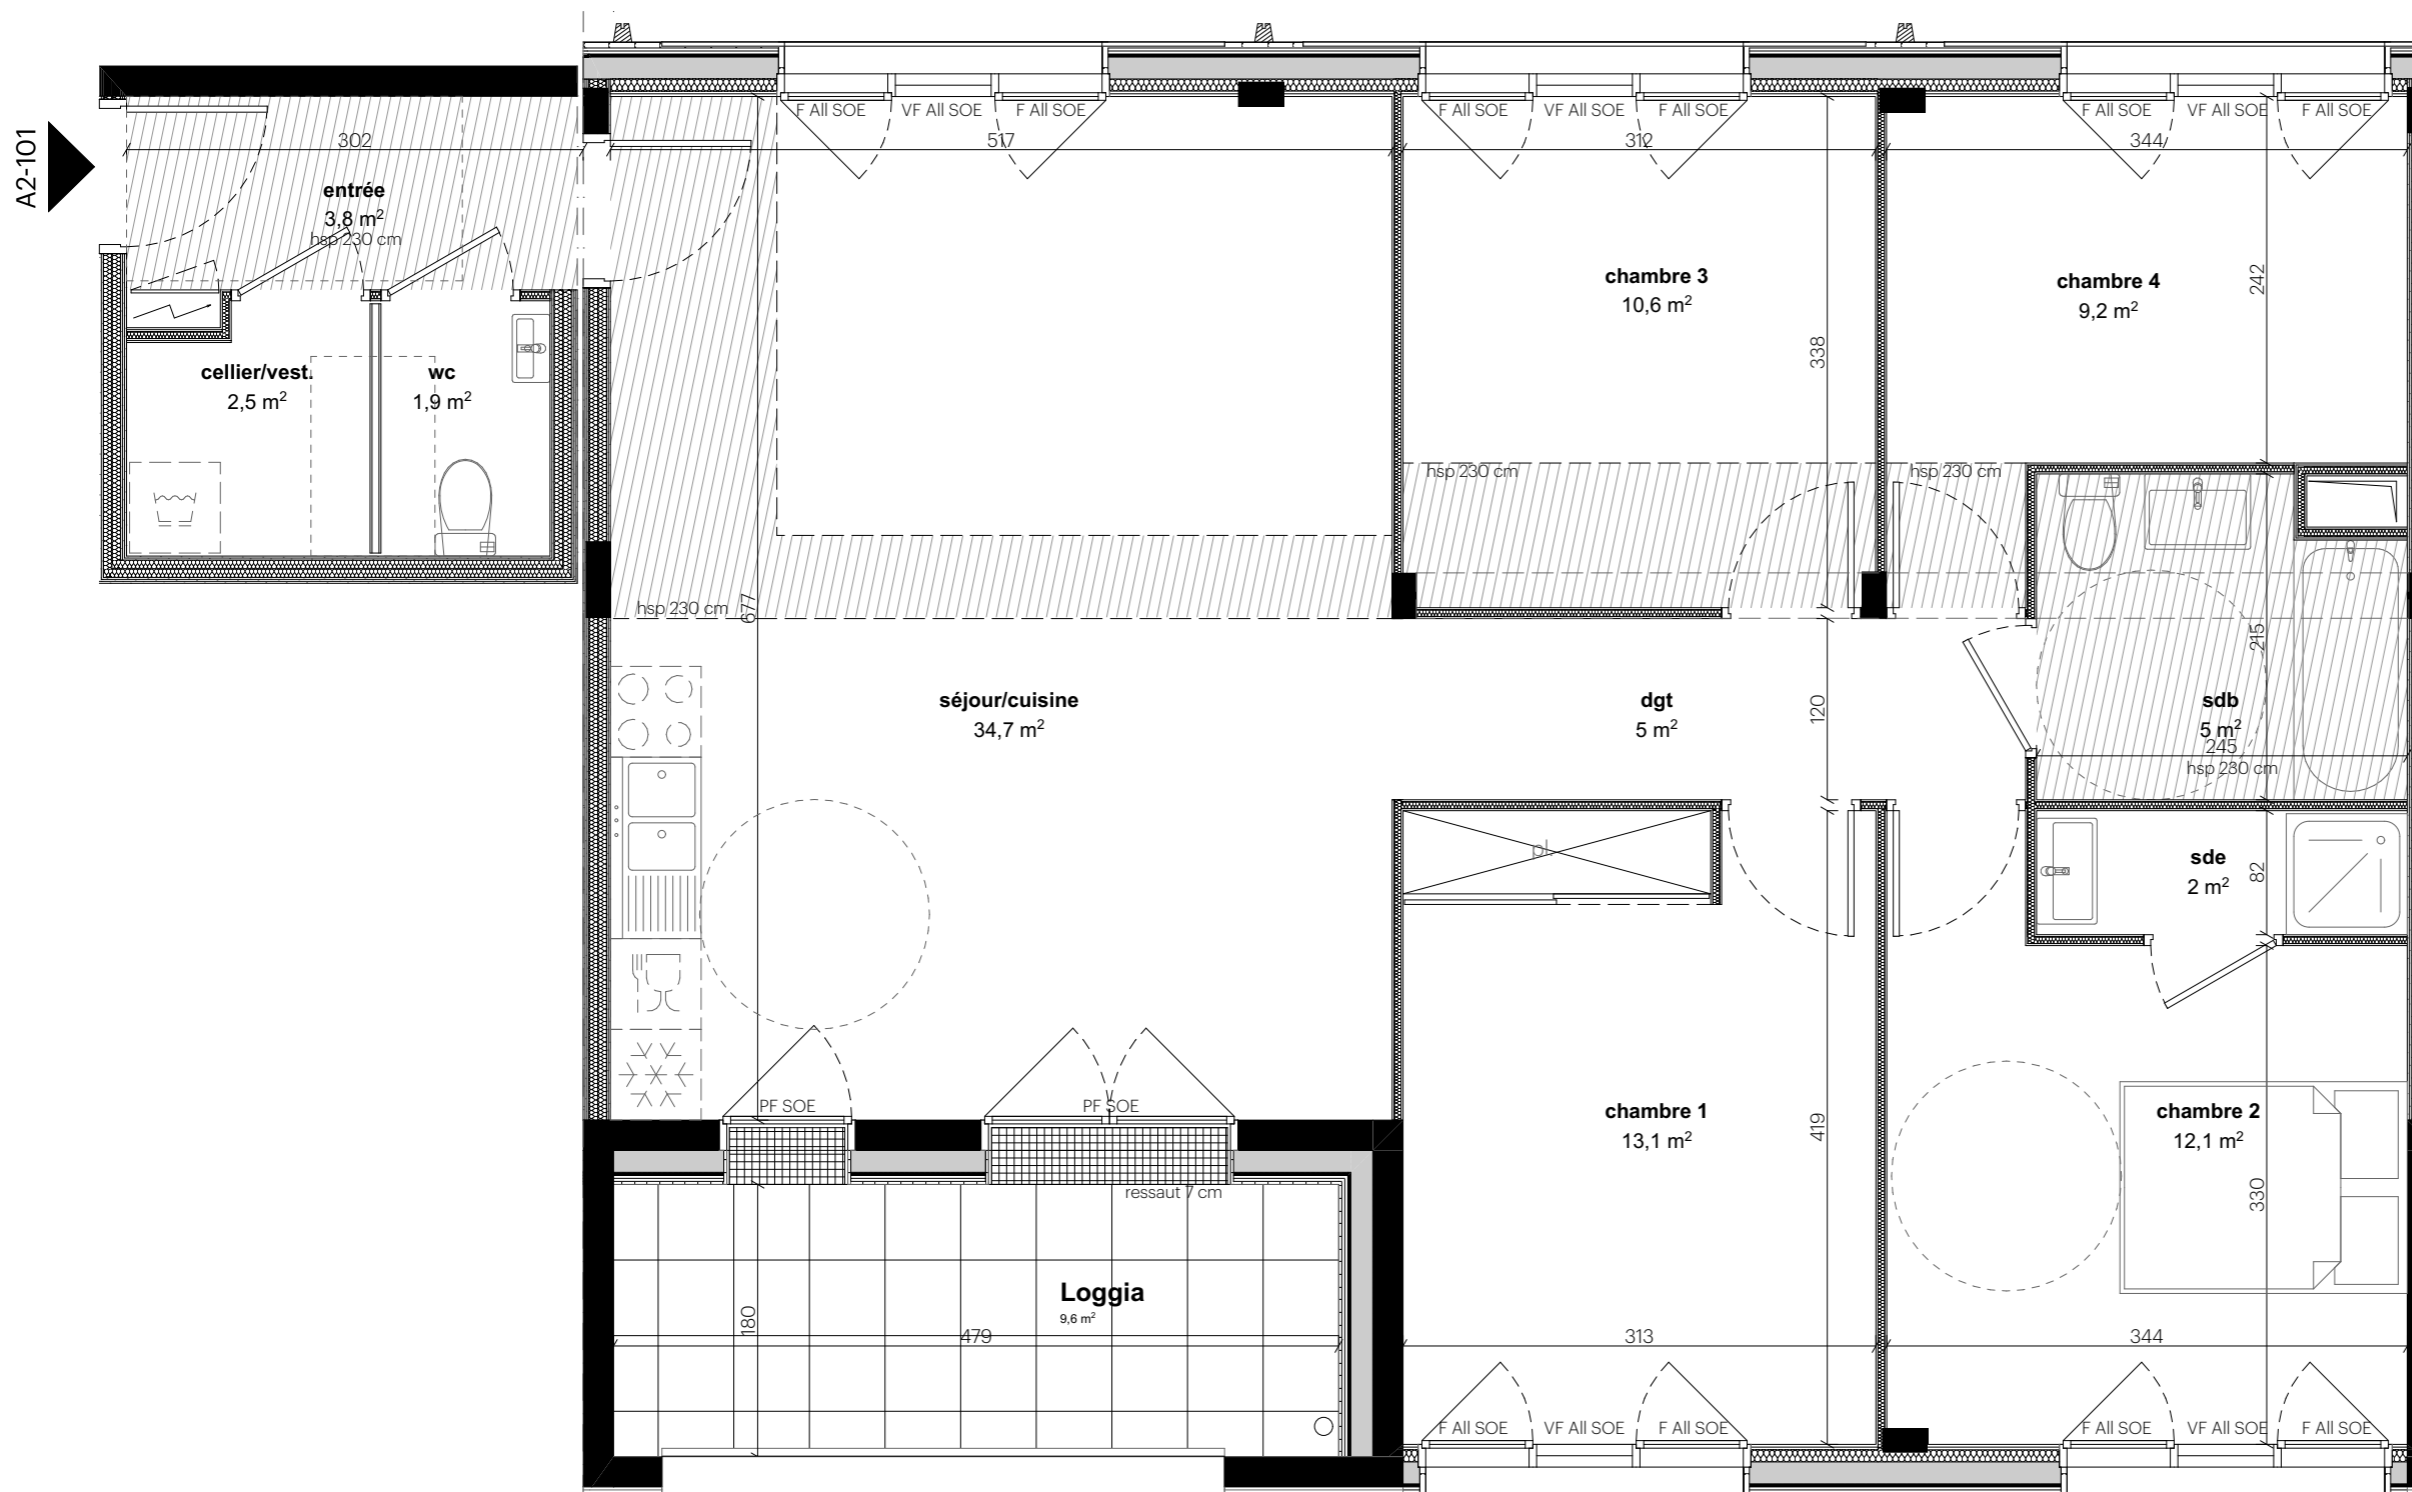 A2-101
F All SOE
VF All SOE
F All SOE
F All SOE
VF All SOE
F All SOE
F All SOE
VF All SOE
F All SOE
302
517
312
344
entrée
3,8 m²
hsp 230 cm
chambre 3
10,6 m²
chambre 4
9,2 m²
242
338
cellier/vest.
2,5 m²
wc
1,9 m²
hsp 230 cm
hsp 230 cm
hsp 230 cm
677
215
séjour/cuisine
34,7 m²
dgt
5 m²
120
sdb
5 m²
245
hsp 230 cm
pl.
sde
2 m²
82
PF SOE
PF SOE
chambre 1
13,1 m²
419
chambre 2
12,1 m²
330
ressaut 7 cm
Loggia
9,6 m²
180
479
313
344
F All SOE
VF All SOE
F All SOE
F All SOE
VF All SOE
F All SOE